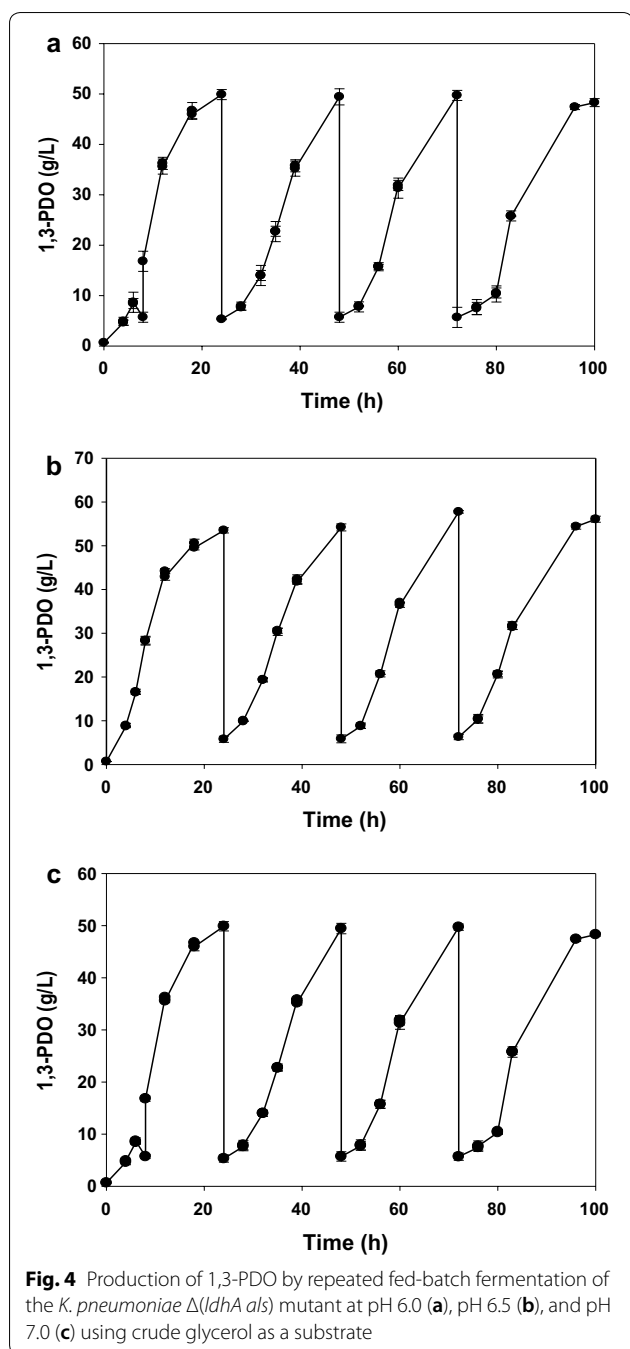 a
60
50
40
30
20
10
0
1,3-PDO (g/L)
0 20 40 60 80 100
Time (h)
b
70
60
50
40
30
20
10
0
1,3-PDO (g/L)
0 20 40 60 80 100
Time (h)
c
60
50
40
30
20
10
0
1,3-PDO (g/L)
0 20 40 60 80 100
Time (h)
Fig. 4 Production of 1,3-PDO by repeated fed-batch fermentation of
the K. pneumoniae Δ(ldhA als) mutant at pH 6.0 (a), pH 6.5 (b), and pH
7.0 (c) using crude glycerol as a substrate